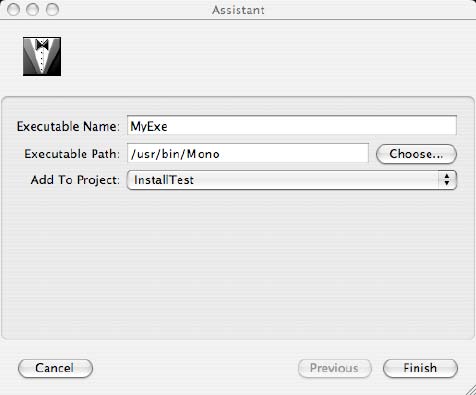 Assistant
Executable Name: MyExe
Executable Path: /usr/bin/Mono Choose...
Add To Project: InstallTest
Cancel Previous Finish